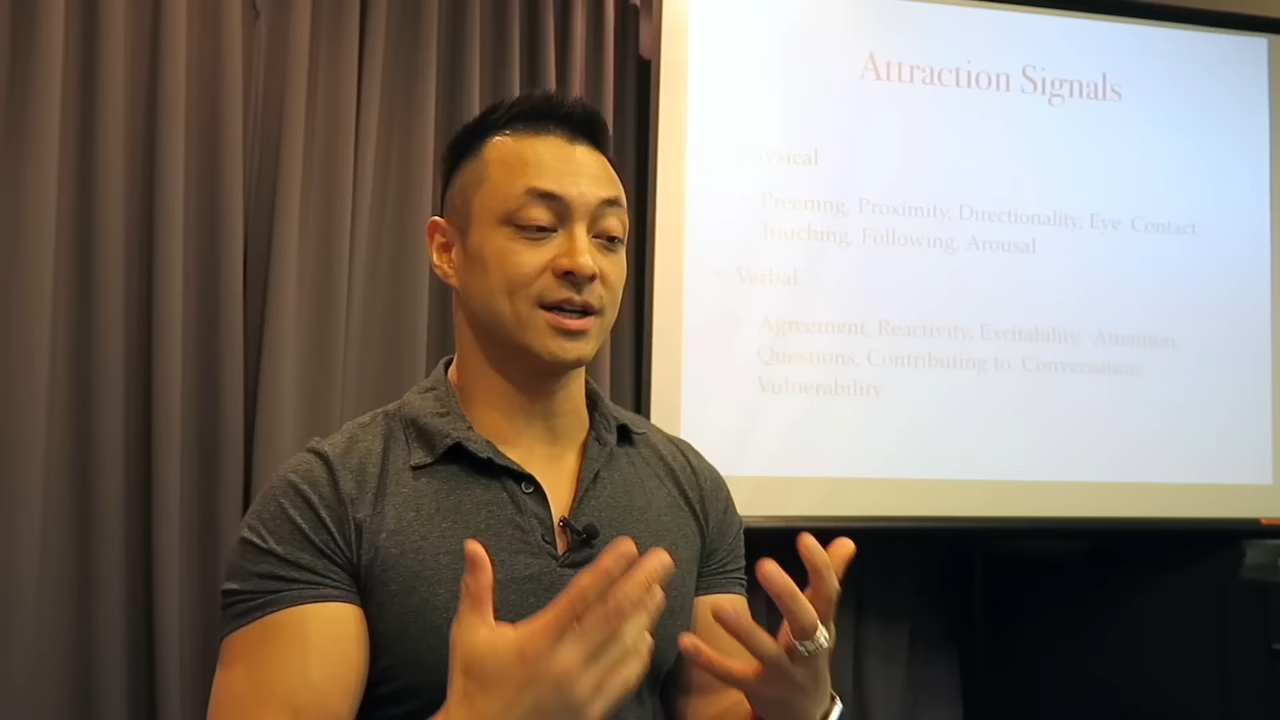 Attraction Signals
Physical
Preening, Proximity, Directionality, Eye Contact,
Touching, Following, Arousal
Verbal
Agreement, Reactivity, Excitability, Attention,
Questions, Contributing to Conversation,
Vulnerability